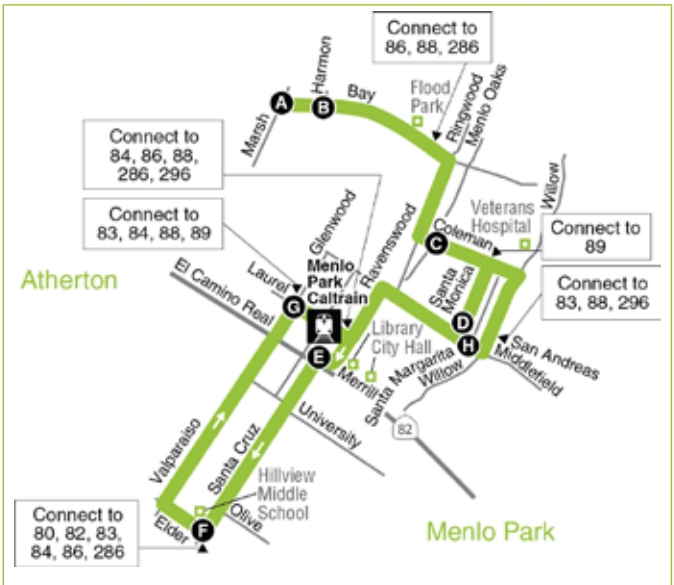 Connect to
86, 88, 286
Harmon
A
B
Bay
Marsh
Flood
Park
Ringwood
Menlo Oaks
Connect to
84, 86, 88,
286, 296
Connect to
83, 84, 88, 89
Glenwood
Ravenswood
Willow
Veterans
Hospital
C
Coleman
Connect to
89
Atherton
El Camino Real
Laurel
Menlo
Park
Caltrain
G
Santa
Monica
D
Connect to
83, 88, 296
E
Library
City Hall
H
San Andreas
Middlefield
Merrill
Santa Margarita
Willow
82
University
Valparaiso
Santa Cruz
Hillview
Middle
School
Olive
Elder
F
Connect to
80, 82, 83,
84, 86, 286
Menlo Park